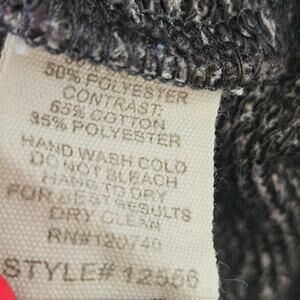 50% POLYESTER
CONTRAST
65% COTTON
35% POLYESTER
HAND WASH COLD
DO NOT BLEACH
HANG TO DRY
FOR BEST RESULTS
DRY CLEAN
RN#120740
STYLE# 12556